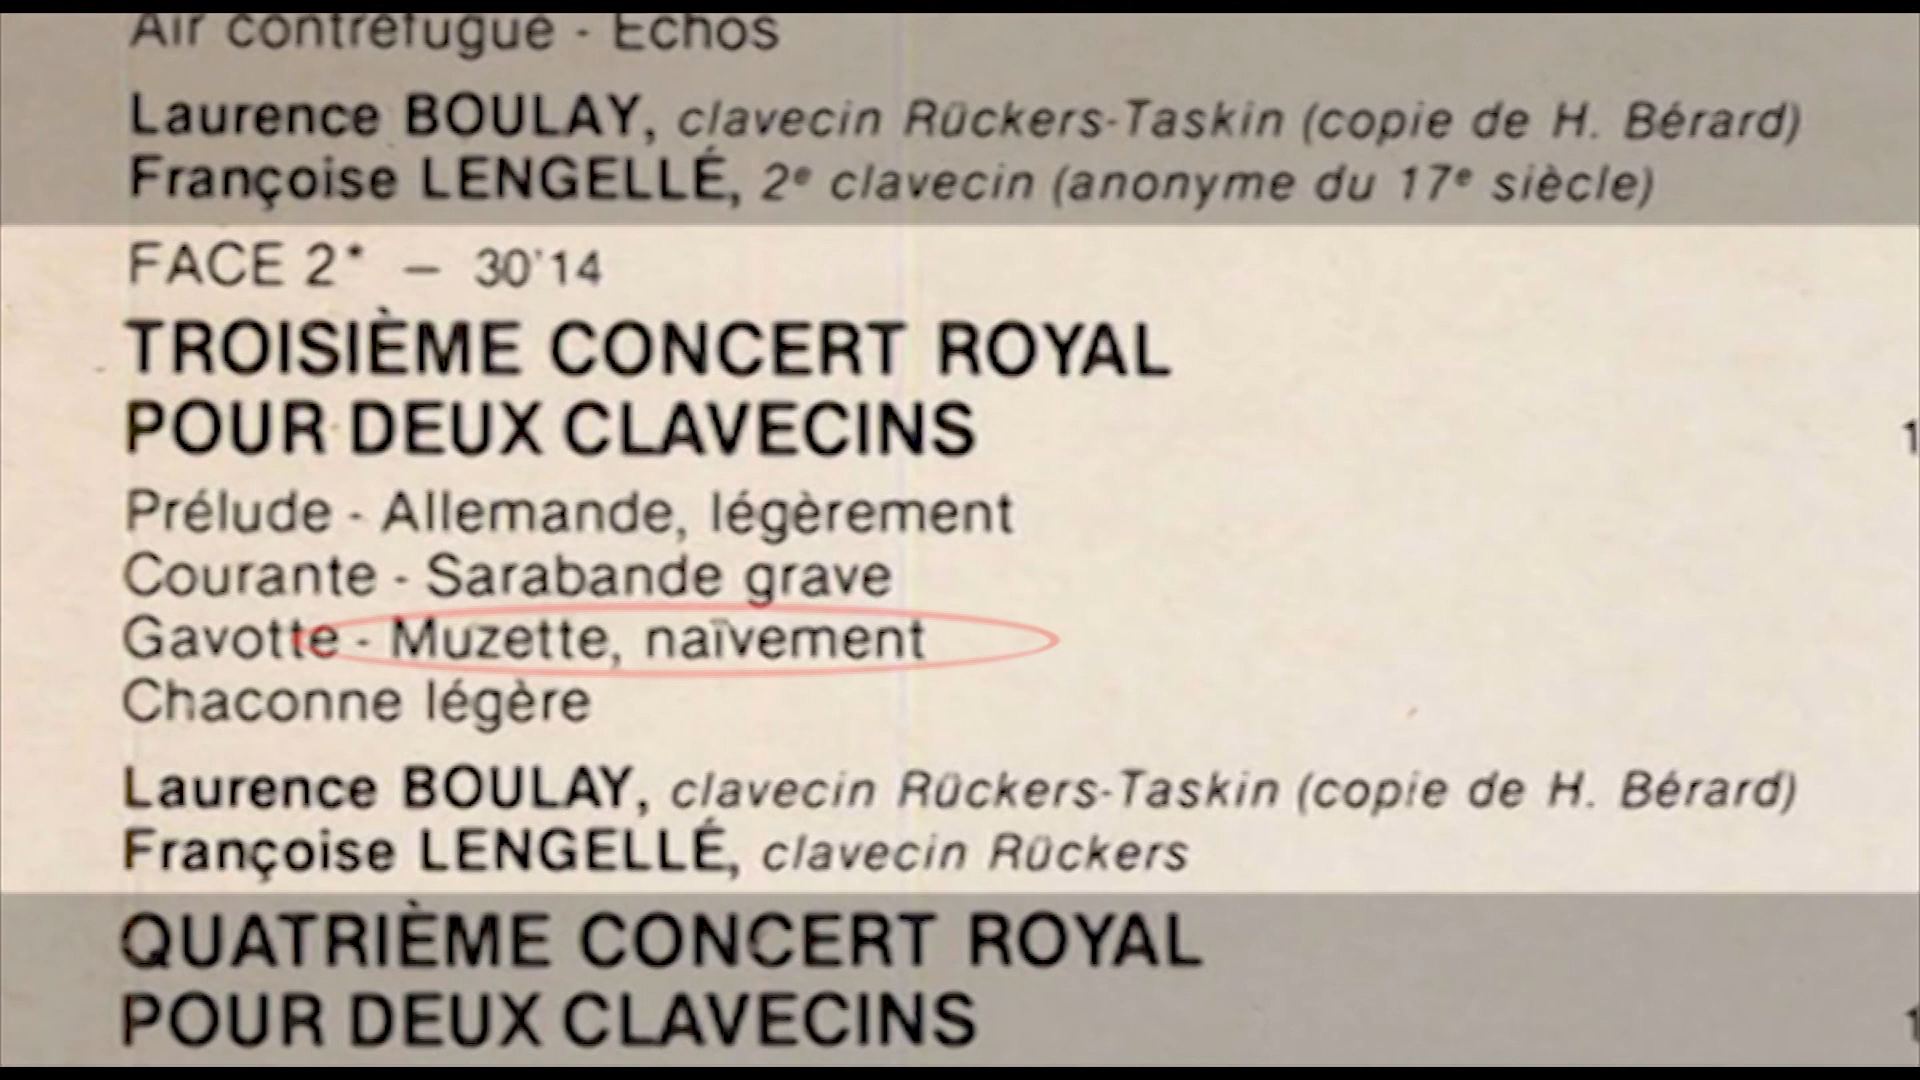 Air contrefugue - Echos
Laurence BOULAY, clavecin Rückers-Taskin (copie de H. Bérard)
Françoise LENGELLÉ, 2e clavecin (anonyme du 17e siècle)
FACE 2* — 30'14
TROISIÈME CONCERT ROYAL
POUR DEUX CLAVECINS
Prélude - Allemande, légèrement
Courante - Sarabande grave
Gavotte - Muzette, naïvement
Chaconne légère
Laurence BOULAY, clavecin Rückers-Taskin (copie de H. Bérard)
Françoise LENGELLÉ, clavecin Rückers
QUATRIÈME CONCERT ROYAL
POUR DEUX CLAVECINS